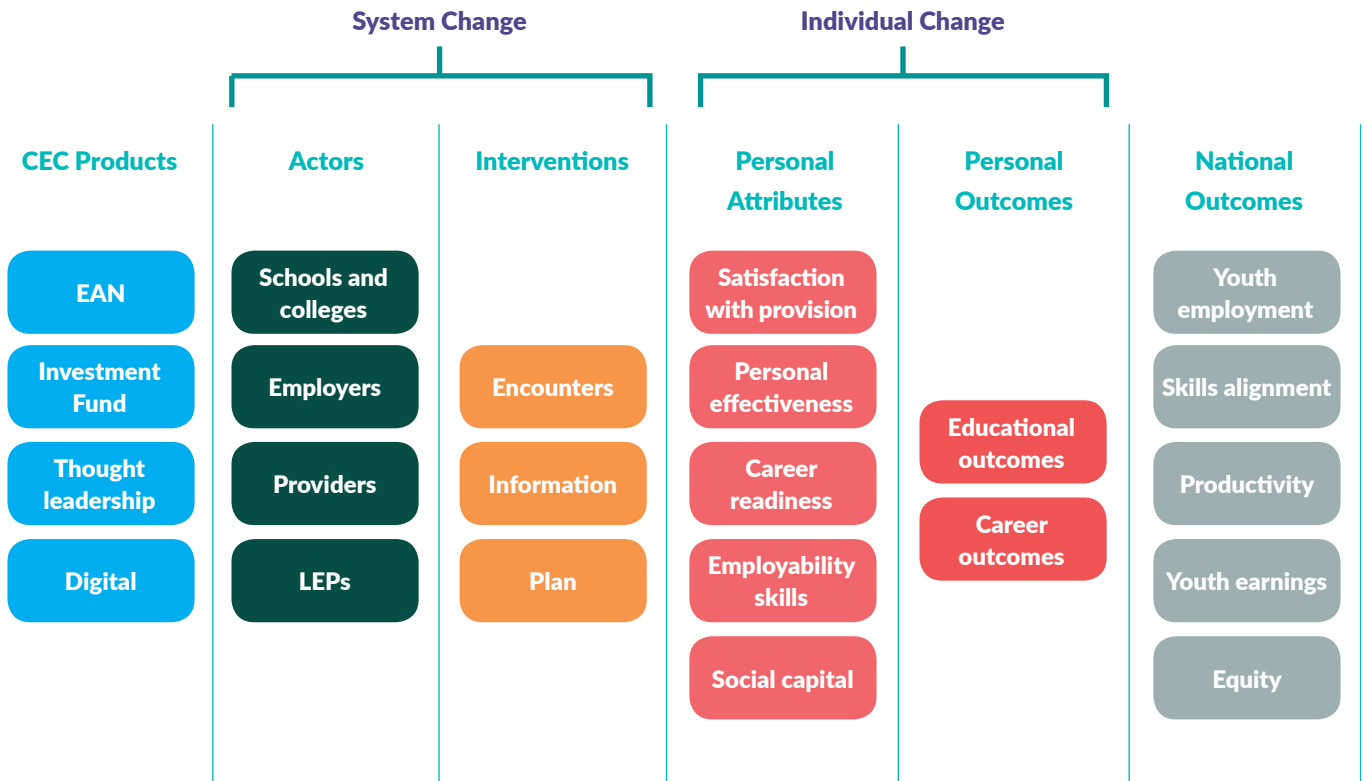 System Change
Individual Change
CEC Products
Actors
Interventions
Personal
Attributes
Personal
Outcomes
National
Outcomes
EAN
Investment
Fund
Thought
leadership
Digital
Schools and
colleges
Employers
Providers
LEPs
Encounters
Information
Plan
Satisfaction
with provision
Personal
effectiveness
Career
readiness
Employability
skills
Social capital
Educational
outcomes
Career
outcomes
Youth
employment
Skills alignment
Productivity
Youth earnings
Equity